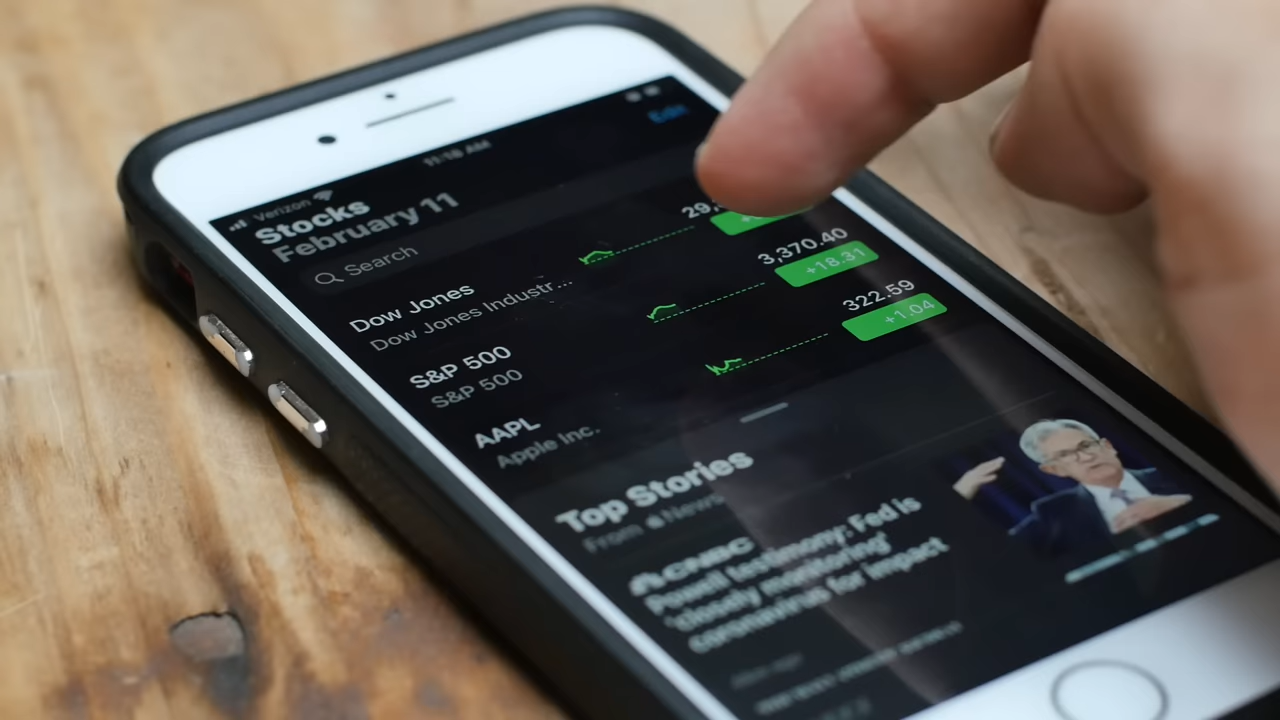 Verizon
11:18 AM
Edit
Stocks
February 11
Search
Dow Jones
29,
Dow Jones Industr...
S&P 500
3,370.40
S&P 500
+18.31
AAPL
322.59
Apple Inc.
+1.04
Top Stories
From News
CNBC
Powell testimony: Fed is
'closely monitoring'
coronavirus for impact